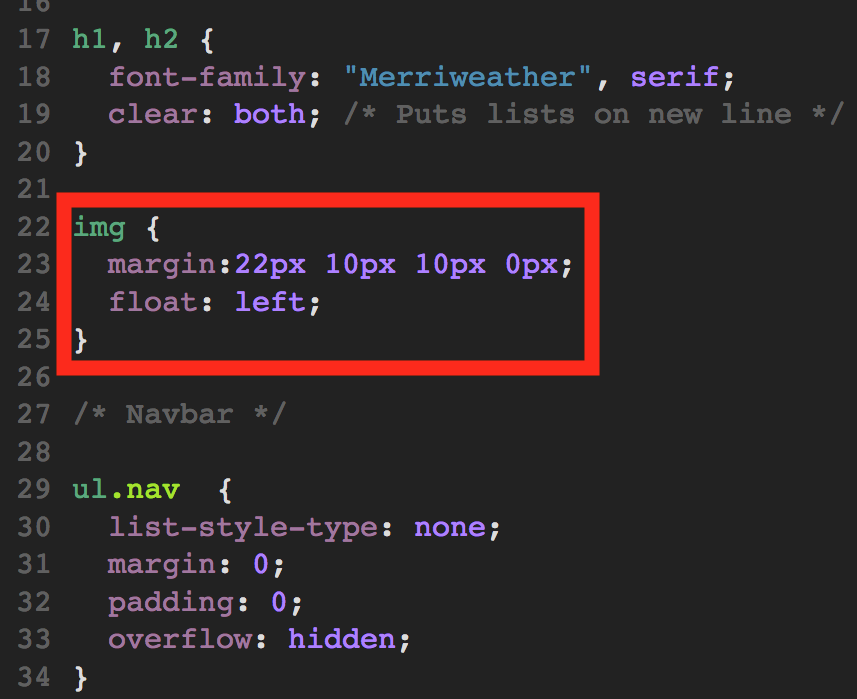 16
17 h1, h2 {
18   font-family: "Merriweather", serif;
19   clear: both; /* Puts lists on new line */
20 }
21
22 img {
23   margin:22px 10px 10px 0px;
24   float: left;
25 }
26
27 /* Navbar */
28
29 ul.nav  {
30   list-style-type: none;
31   margin: 0;
32   padding: 0;
33   overflow: hidden;
34 }